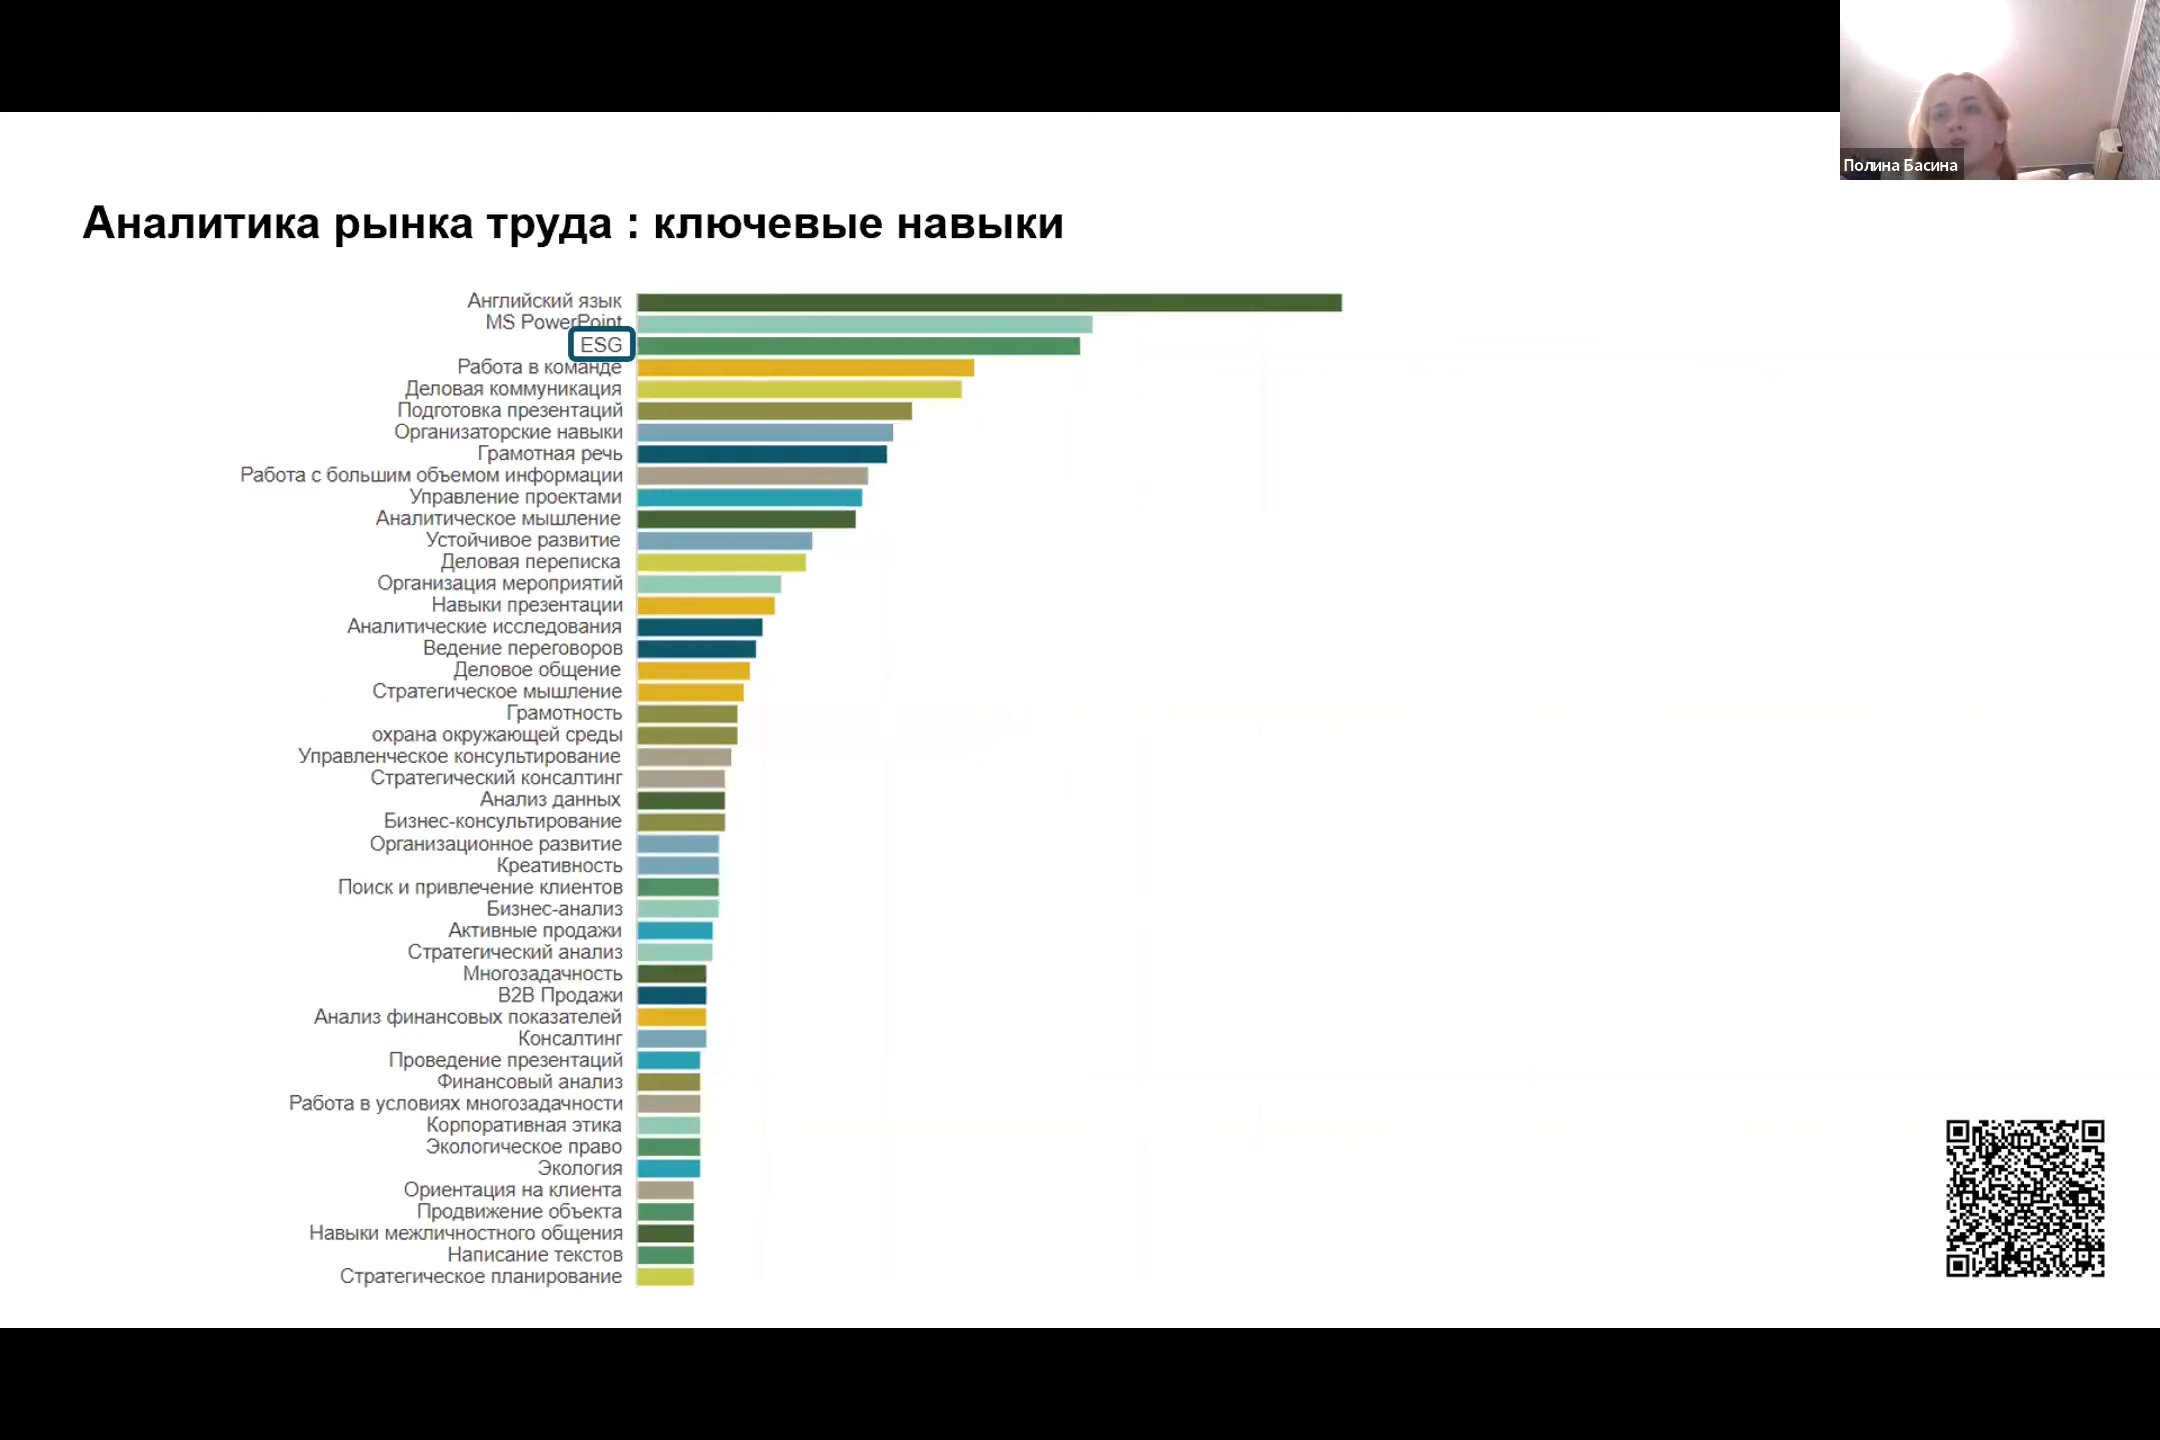 Полина Басина
Аналитика рынка труда : ключевые навыки
Английский язык
MS PowerPoint
ESG
Работа в команде
Деловая коммуникация
Подготовка презентаций
Организаторские навыки
Грамотная речь
Работа с большим объемом информации
Управление проектами
Аналитическое мышление
Устойчивое развитие
Деловая переписка
Организация мероприятий
Навыки презентации
Аналитические исследования
Ведение переговоров
Деловое общение
Стратегическое мышление
Грамотность
охрана окружающей среды
Управленческое консультирование
Стратегический консалтинг
Анализ данных
Бизнес-консультирование
Организационное развитие
Креативность
Поиск и привлечение клиентов
Бизнес-анализ
Активные продажи
Стратегический анализ
Многозадачность
B2B Продажи
Анализ финансовых показателей
Консалтинг
Проведение презентаций
Финансовый анализ
Работа в условиях многозадачности
Корпоративная этика
Экологическое право
Экология
Ориентация на клиента
Продвижение объекта
Навыки межличностного общения
Написание текстов
Стратегическое планирование